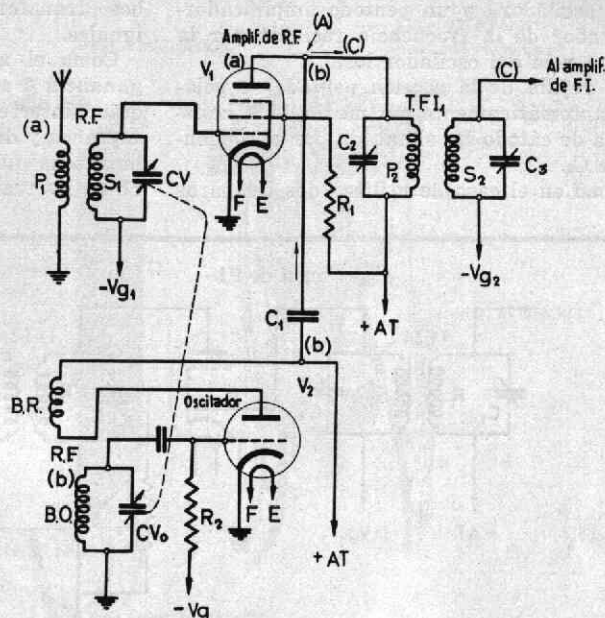 (A)
Amplif. de R.F.
(C)
V1 (a)
(b)
(C)
Al amplif.
de F.I.
T.F.I.1
R.F
(a)
P1
S1
CV
C2
P2
S2
C3
F E
R1
-Vg1
-Vg2
+AT
C1
(b)
V2
B.R.
Oscilador
R.F
(b)
B.O.
CVo
R2
F E
+AT
-Vg